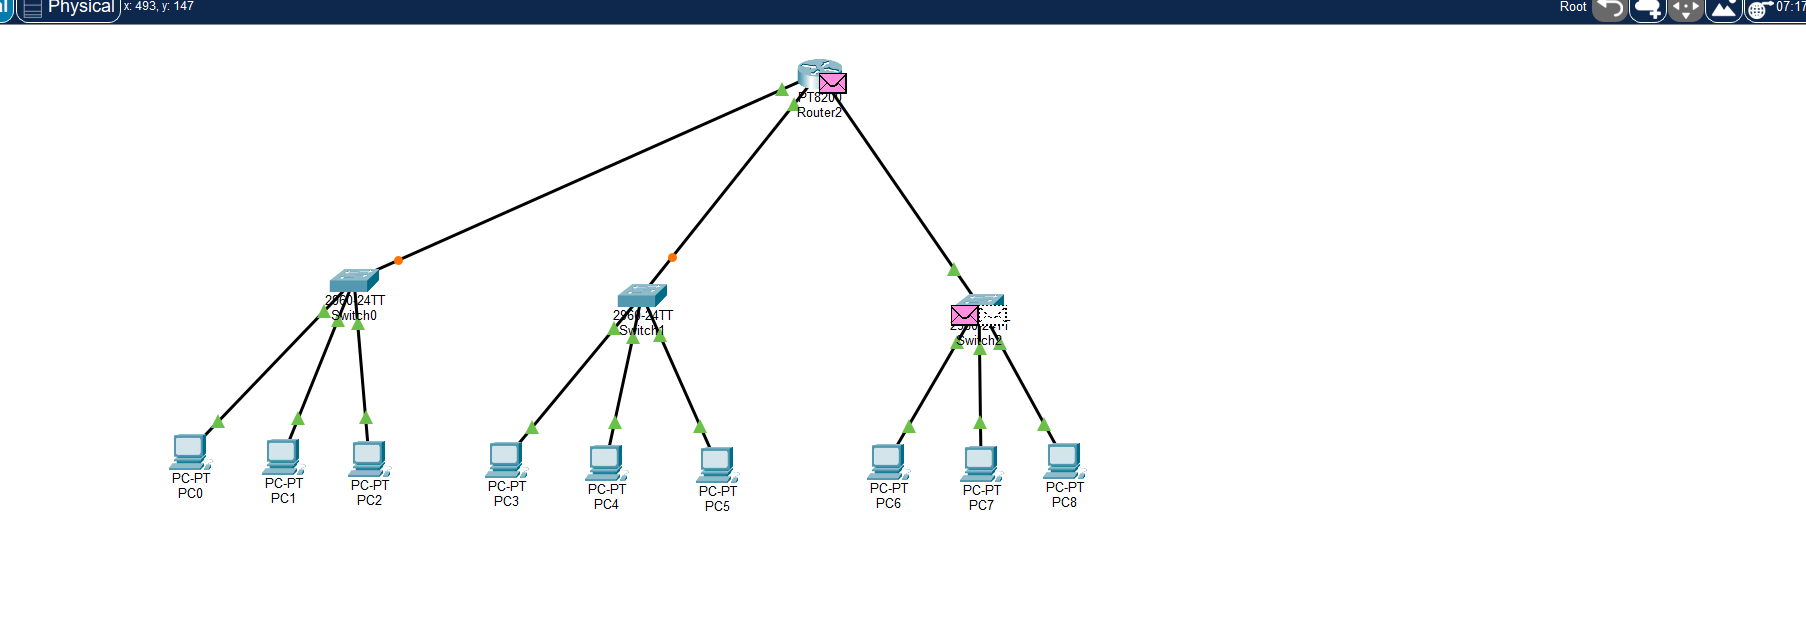 Physical x: 493, y: 147
Root
07:17
PT8200
Router2
2960-24TT
Switch0
2960-24TT
Switch1
Switch2
PC-PT
PC0
PC-PT
PC1
PC-PT
PC2
PC-PT
PC3
PC-PT
PC4
PC-PT
PC5
PC-PT
PC6
PC-PT
PC7
PC-PT
PC8